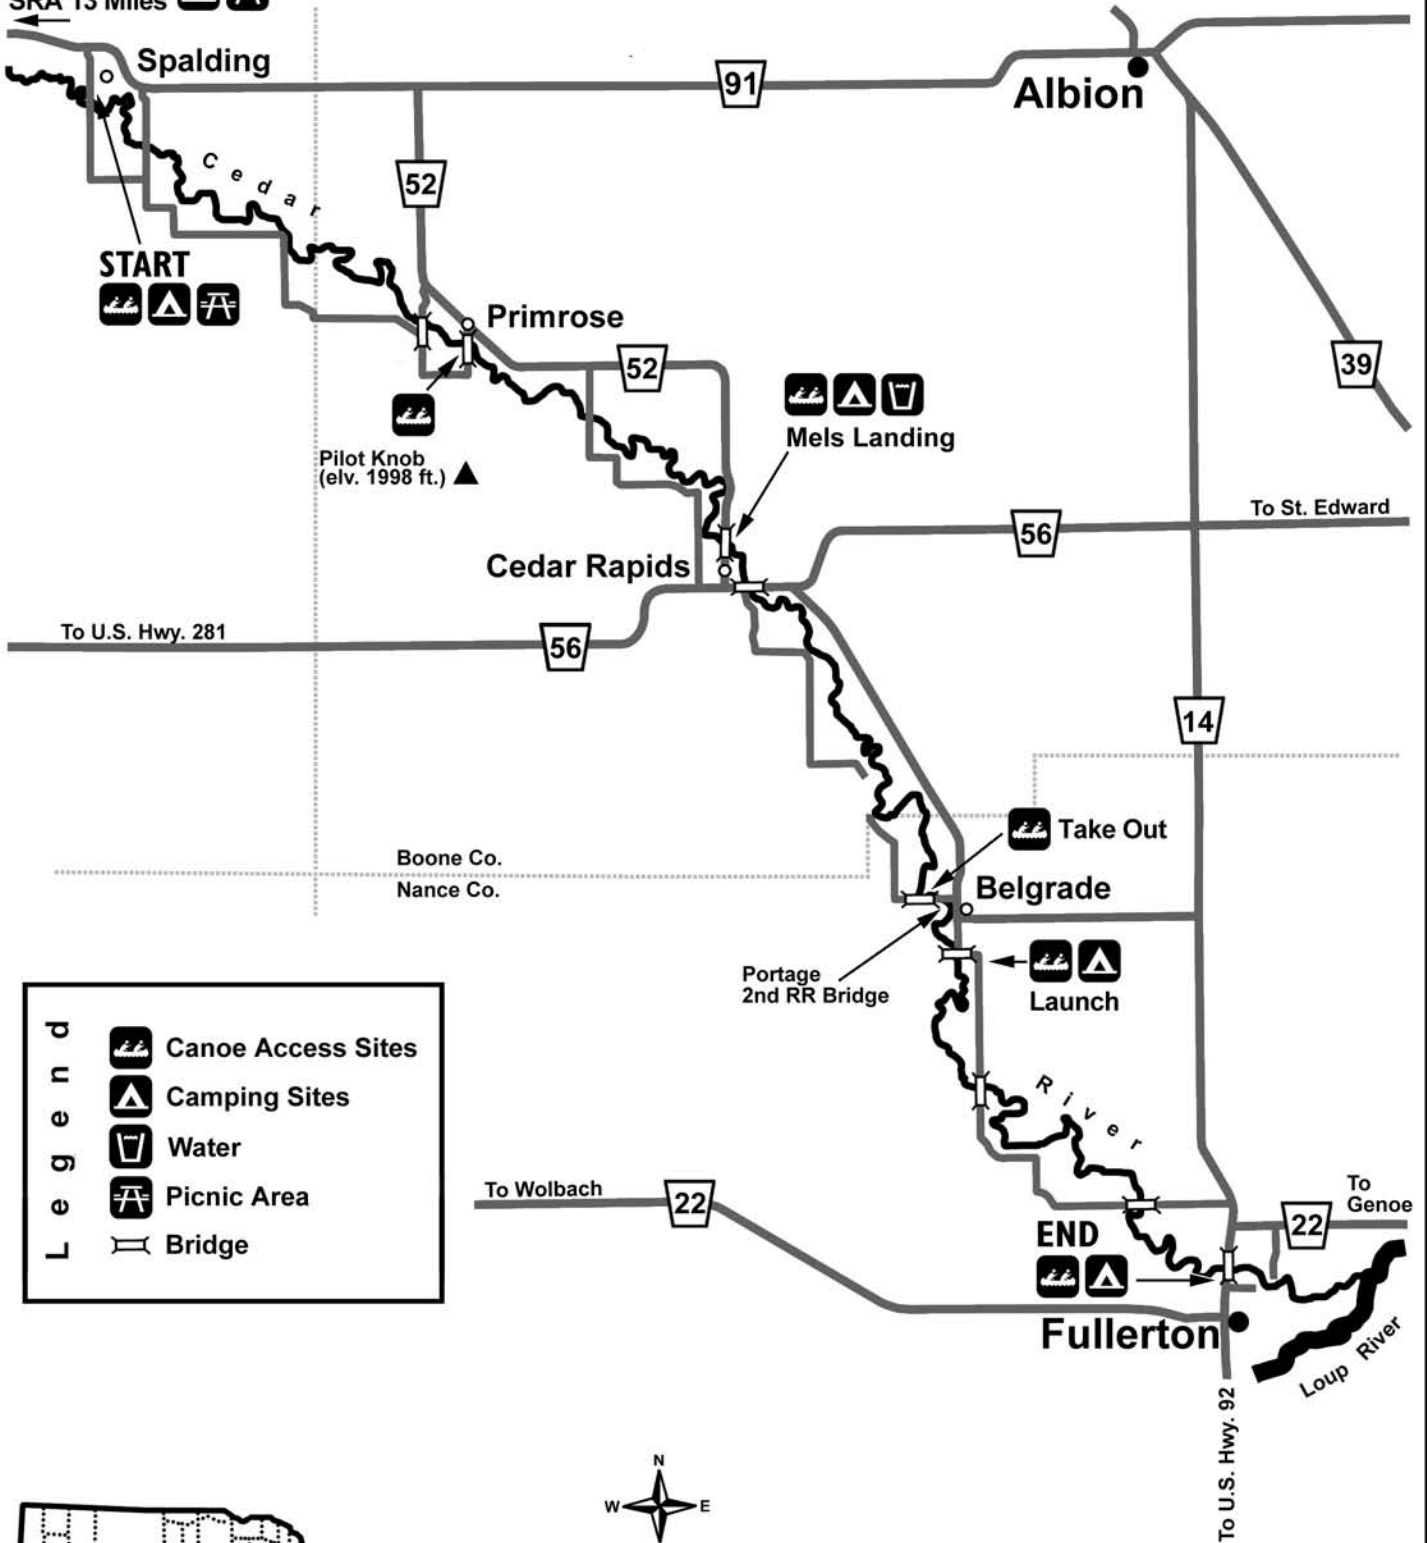 SRA 13 Miles
Spalding
91
Albion
Cedar
52
START
Primrose
52
39
Mels Landing
Pilot Knob
(elv. 1998 ft.)
To St. Edward
56
Cedar Rapids
To U.S. Hwy. 281
56
14
Take Out
Boone Co.
Nance Co.
Belgrade
Portage
2nd RR Bridge
Launch
Legend
Canoe Access Sites
Camping Sites
Water
Picnic Area
Bridge
River
To Wolbach
22
To
Genoe
22
END
Fullerton
Loup River
To U.S. Hwy. 92
N
W
E